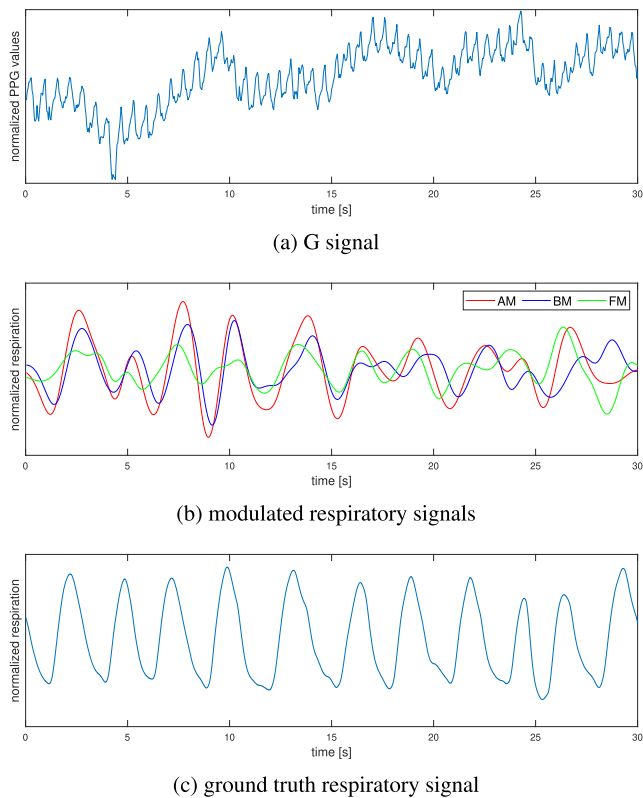 normalized PPG values
0 5 10 15 20 25 30
time [s]
(a) G signal
AM BM FM
normalized respiration
0 5 10 15 20 25 30
time [s]
(b) modulated respiratory signals
normalized respiration
0 5 10 15 20 25 30
time [s]
(c) ground truth respiratory signal